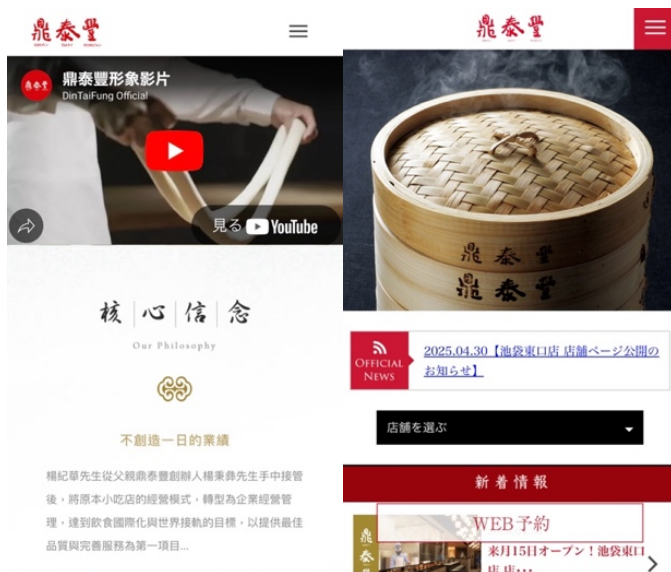 鼎泰豐
鼎泰豐
鼎泰豐形象影片
DinTaiFung Official
見る YouTube
核心信念
Our Philosophy
不創造一日的業績
楊紀華先生從父親鼎泰豐創辦人楊秉彝先生手中接管
後，將原本小吃店的經營模式，轉型為企業經營管
理，達到飲食國際化與世界接軌的目標，以提供最佳
品質與完善服務為第一項目...
鼎泰豐
鼎泰豐
鼎泰豐
OFFICIAL
NEWS
2025.04.30【池袋東口店 店舗ページ公開の
お知らせ】
店舗を選ぶ
新着情報
WEB予約
鼎泰
来月15日オープン！池袋東口
店 店･･･